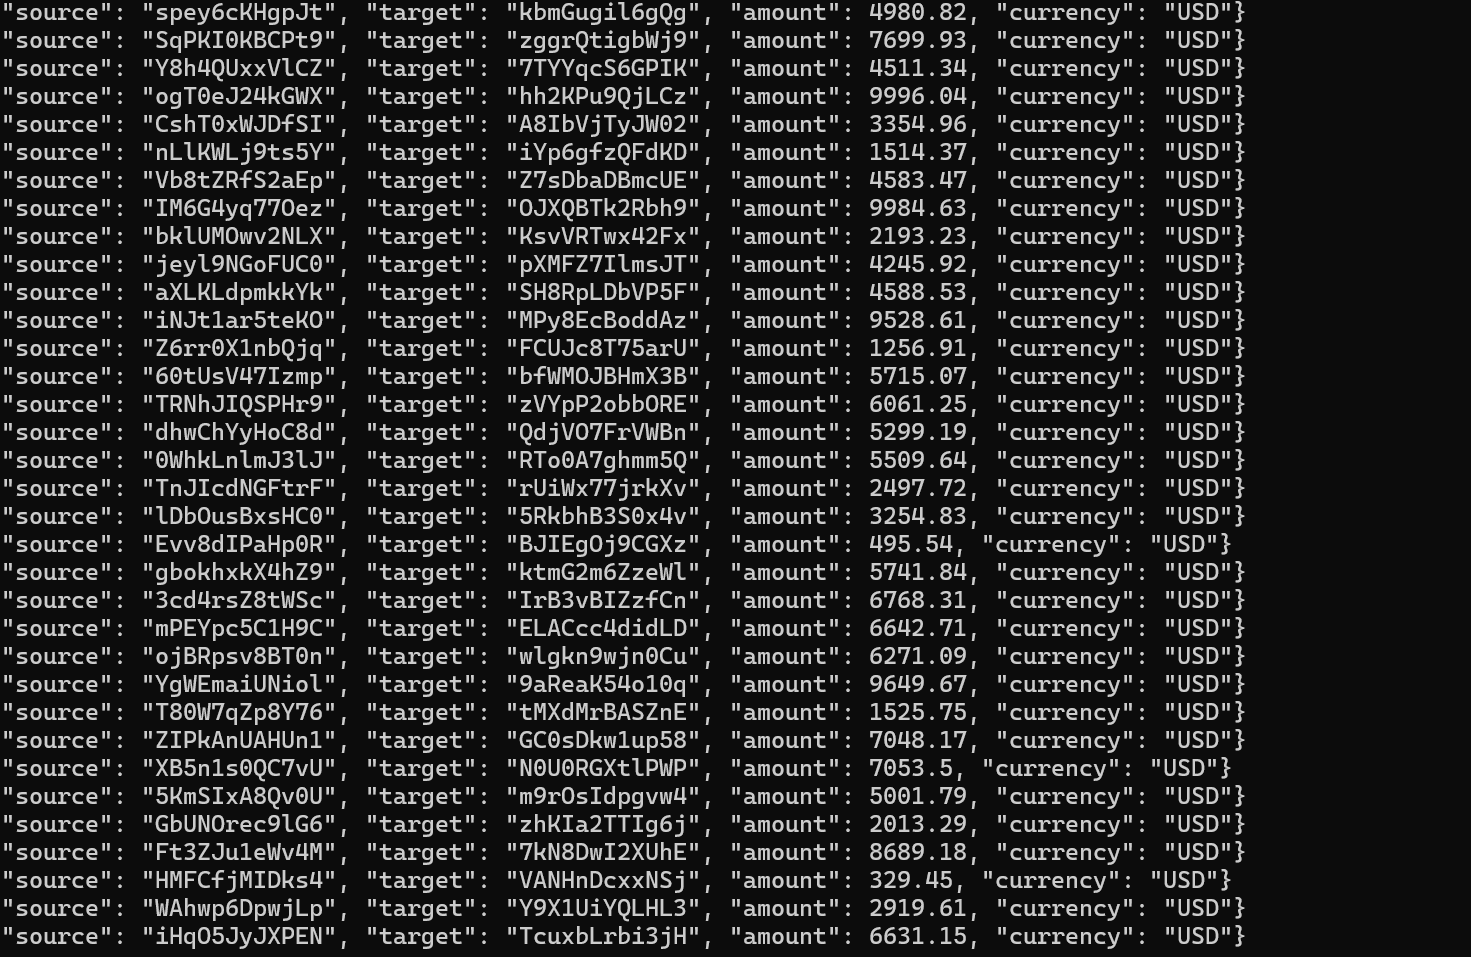 "source": "spey6cKHgpJt", "target": "kbmGugil6gQg", "amount": 4980.82, "currency": "USD"}
"source": "SqPKI0KBCPt9", "target": "zggrQtigbWj9", "amount": 7699.93, "currency": "USD"}
"source": "Y8h4QUxxVlCZ", "target": "7TYYqcS6GPIK", "amount": 4511.34, "currency": "USD"}
"source": "ogT0eJ24kGWX", "target": "hh2KPu9QjLCz", "amount": 9996.04, "currency": "USD"}
"source": "CshT0xWJDfSI", "target": "A8IbVjTyJW02", "amount": 3354.96, "currency": "USD"}
"source": "nLlKWLj9ts5Y", "target": "iYp6gfzQFdKD", "amount": 1514.37, "currency": "USD"}
"source": "Vb8tZRfS2aEp", "target": "Z7sDbaDBmcUE", "amount": 4583.47, "currency": "USD"}
"source": "IM6G4yq77Oez", "target": "OJXQBTk2Rbh9", "amount": 9984.63, "currency": "USD"}
"source": "bklUMOwv2NLX", "target": "KsvVRTwx42Fx", "amount": 2193.23, "currency": "USD"}
"source": "jeyl9NGoFUC0", "target": "pXMFZ7IlmsJT", "amount": 4245.92, "currency": "USD"}
"source": "aXLKLdpmkkYk", "target": "SH8RpLDbVP5F", "amount": 4588.53, "currency": "USD"}
"source": "iNJt1ar5teKO", "target": "MPy8EcBoddAz", "amount": 9528.61, "currency": "USD"}
"source": "Z6rr0X1nbQjq", "target": "FCUJc8T75arU", "amount": 1256.91, "currency": "USD"}
"source": "60tUsV47Izmp", "target": "bfWMOJBHmX3B", "amount": 5715.07, "currency": "USD"}
"source": "TRNhJIQSPHr9", "target": "zVYpP2obbORE", "amount": 6061.25, "currency": "USD"}
"source": "dhwChYyHoC8d", "target": "QdjVO7FrVWBn", "amount": 5299.19, "currency": "USD"}
"source": "0WhkLnlmJ3lJ", "target": "RTo0A7ghmm5Q", "amount": 5509.64, "currency": "USD"}
"source": "TnJIcdNGFtrF", "target": "rUiWx77jrkXv", "amount": 2497.72, "currency": "USD"}
"source": "lDbOusBxsHC0", "target": "5RkbhB3S0x4v", "amount": 3254.83, "currency": "USD"}
"source": "Evv8dIPaHp0R", "target": "BJIEgOj9CGXz", "amount": 495.54, "currency": "USD"}
"source": "gbokhxkX4hZ9", "target": "ktmG2m6ZzeWl", "amount": 5741.84, "currency": "USD"}
"source": "3cd4rsZ8tWSc", "target": "IrB3vBIZzfCn", "amount": 6768.31, "currency": "USD"}
"source": "mPEYpc5C1H9C", "target": "ELACcc4didLD", "amount": 6642.71, "currency": "USD"}
"source": "ojBRpsv8BT0n", "target": "wlgkn9wjn0Cu", "amount": 6271.09, "currency": "USD"}
"source": "YgWEmaiUNiol", "target": "9aReaK54o10q", "amount": 9649.67, "currency": "USD"}
"source": "T80W7qZp8Y76", "target": "tMXdMrBASZnE", "amount": 1525.75, "currency": "USD"}
"source": "ZIPkAnUAHUn1", "target": "GC0sDkw1up58", "amount": 7048.17, "currency": "USD"}
"source": "XB5n1s0QC7vU", "target": "N0U0RGXtlPWP", "amount": 7053.5, "currency": "USD"}
"source": "5KmSIxA8Qv0U", "target": "m9rOsIdpgvw4", "amount": 5001.79, "currency": "USD"}
"source": "GbUNOrec9lG6", "target": "zhKIa2TTIg6j", "amount": 2013.29, "currency": "USD"}
"source": "Ft3ZJu1eWv4M", "target": "7kN8DwI2XUhE", "amount": 8689.18, "currency": "USD"}
"source": "HMFCfjMIDks4", "target": "VANHnDcxxNSj", "amount": 329.45, "currency": "USD"}
"source": "WAhwp6DpwjLp", "target": "Y9X1UiYQLHL3", "amount": 2919.61, "currency": "USD"}
"source": "iHqO5JyJXPEN", "target": "TcuxbLrbi3jH", "amount": 6631.15, "currency": "USD"}